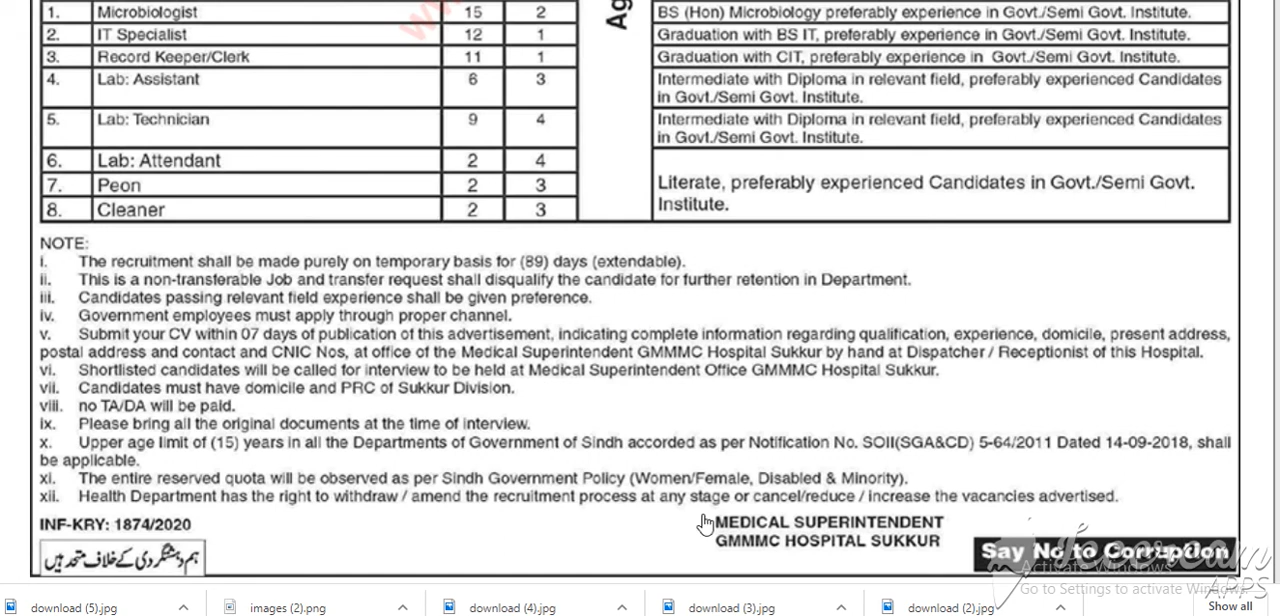 1. Microbiologist 15 2 BS (Hon) Microbiology preferably experience in Govt./Semi Govt. Institute.
2. IT Specialist 12 1 Graduation with BS IT, preferably experience in Govt./Semi Govt. Institute.
3. Record Keeper/Clerk 11 1 Graduation with CIT, preferably experience in Govt./Semi Govt. Institute.
4. Lab: Assistant 6 3 Intermediate with Diploma in relevant field, preferably experienced Candidates
in Govt./Semi Govt. Institute.
5. Lab: Technician 9 4 Intermediate with Diploma in relevant field, preferably experienced Candidates
in Govt./Semi Govt. Institute.
6. Lab: Attendant 2 4
7. Peon 2 3 Literate, preferably experienced Candidates in Govt./Semi Govt.
Institute.
8. Cleaner 2 3
NOTE:
i. The recruitment shall be made purely on temporary basis for (89) days (extendable).
ii. This is a non-transferable Job and transfer request shall disqualify the candidate for further retention in Department.
iii. Candidates passing relevant field experience shall be given preference.
iv. Government employees must apply through proper channel.
v. Submit your CV within 07 days of publication of this advertisement, indicating complete information regarding qualification, experience, domicile, present address,
postal address and contact and CNIC Nos, at office of the Medical Superintendent GMMMC Hospital Sukkur by hand at Dispatcher / Receptionist of this Hospital.
vi. Shortlisted candidates will be called for interview to be held at Medical Superintendent Office GMMMC Hospital Sukkur.
vii. Candidates must have domicile and PRC of Sukkur Division.
viii. no TA/DA will be paid.
ix. Please bring all the original documents at the time of interview.
x. Upper age limit of (15) years in all the Departments of Government of Sindh accorded as per Notification No. SOII(SGA&CD) 5-64/2011 Dated 14-09-2018, shall
be applicable.
xi. The entire reserved quota will be observed as per Sindh Government Policy (Women/Female, Disabled & Minority).
xii. Health Department has the right to withdraw / amend the recruitment process at any stage or cancel/reduce / increase the vacancies advertised.
INF-KRY: 1874/2020
MEDICAL SUPERINTENDENT
GMMMC HOSPITAL SUKKUR
ہم دہشتگردی کے خلاف متحد ہیں
Say No to Corruption
Icecream
APPS
Activate Windows
Go to Settings to activate Windows.
download (5).jpg images (2).png download (4).jpg download (3).jpg download (2).jpg Show all